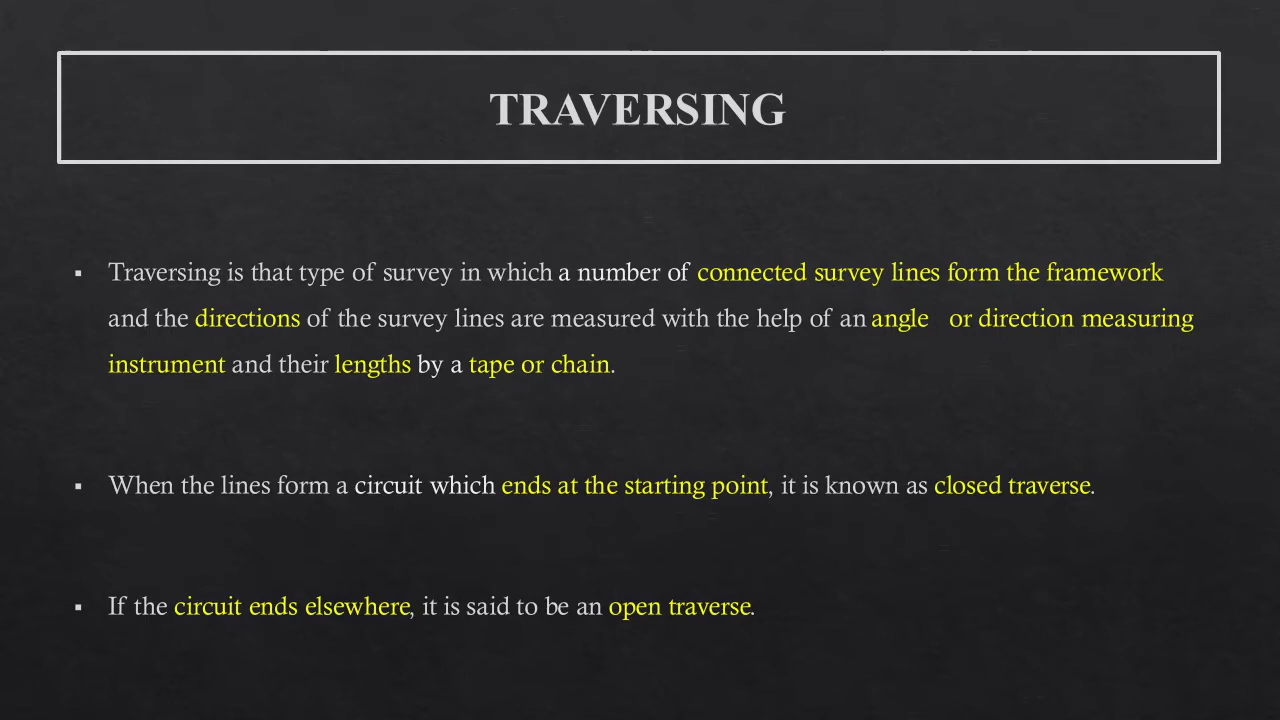 TRAVERSING
▪ Traversing is that type of survey in which a number of connected survey lines form the framework
and the directions of the survey lines are measured with the help of an angle or direction measuring
instrument and their lengths by a tape or chain.
▪ When the lines form a circuit which ends at the starting point, it is known as closed traverse.
▪ If the circuit ends elsewhere, it is said to be an open traverse.